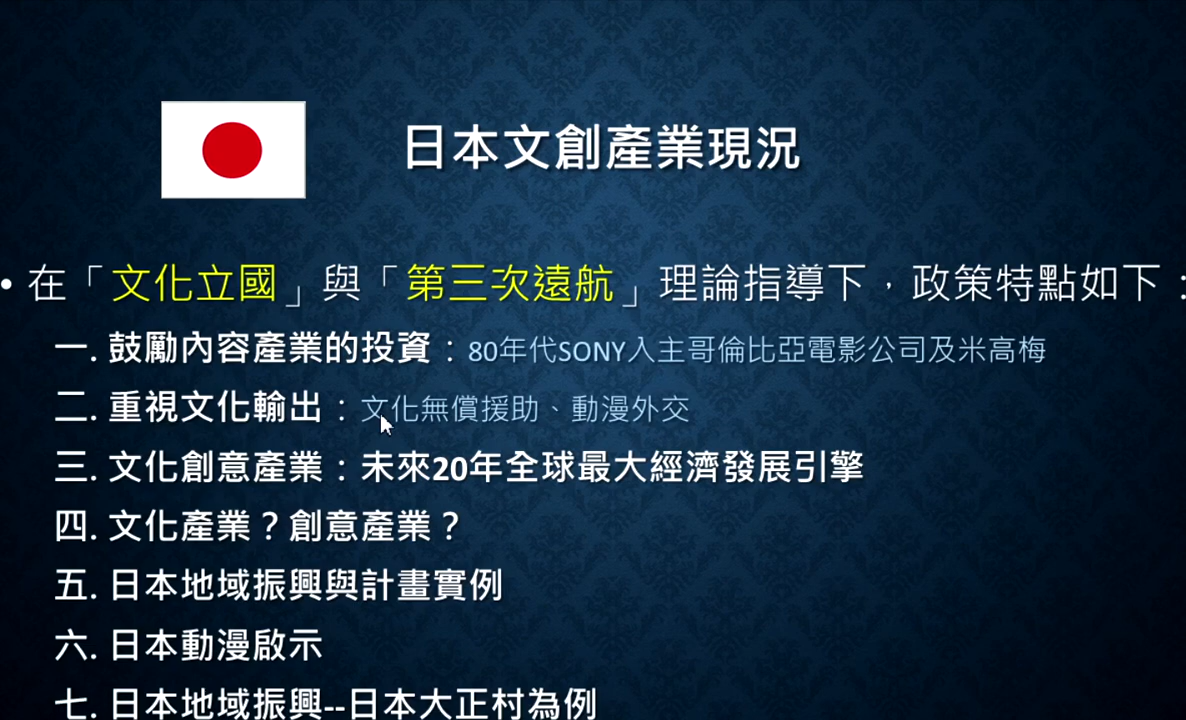 日本文創產業現況
• 在「文化立國」與「第三次遠航」理論指導下，政策特點如下：
一. 鼓勵內容產業的投資：80年代SONY入主哥倫比亞電影公司及米高梅
二. 重視文化輸出：文化無償援助、動漫外交
三. 文化創意產業：未來20年全球最大經濟發展引擎
四. 文化產業？創意產業？
五. 日本地域振興與計畫實例
六. 日本動漫啟示
七. 日本地域振興--日本大正村為例